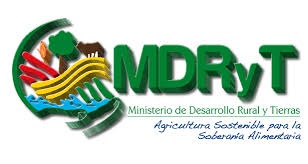 MDRyT
Ministerio de Desarrollo Rural y Tierras
Agricultura Sostenible para la
Soberanía Alimentaria